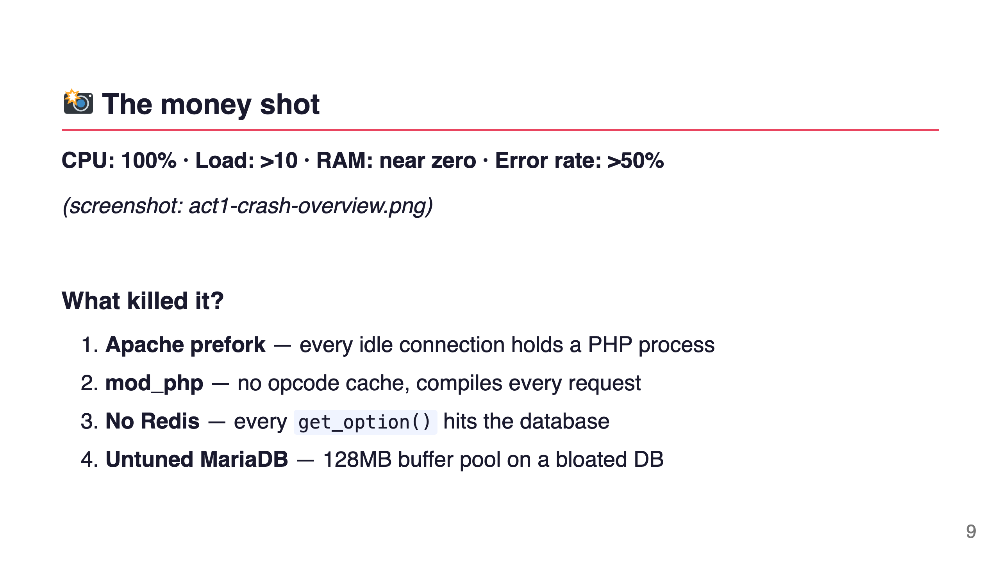 📸 The money shot
CPU: 100% · Load: >10 · RAM: near zero · Error rate: >50%
(screenshot: act1-crash-overview.png)
What killed it?
1. Apache prefork — every idle connection holds a PHP process
2. mod_php — no opcode cache, compiles every request
3. No Redis — every get_option() hits the database
4. Untuned MariaDB — 128MB buffer pool on a bloated DB
9